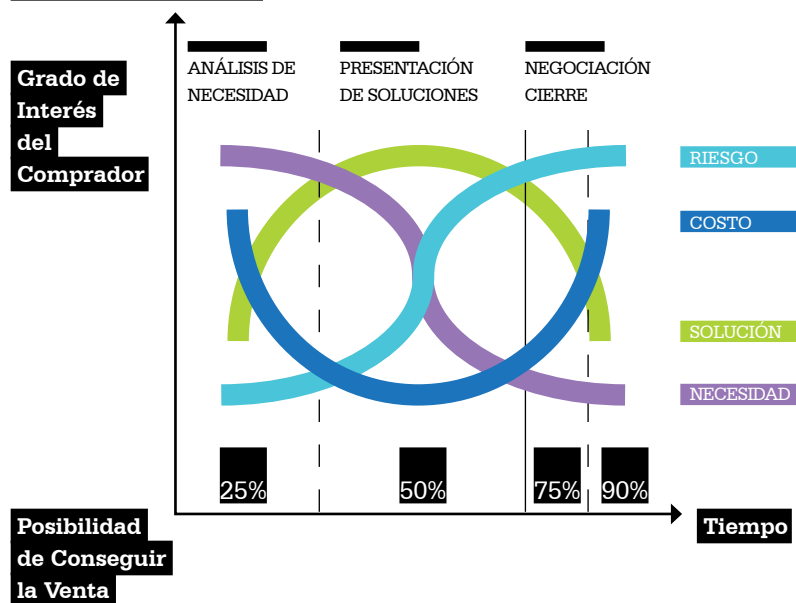 Grado de
Interés
del
Comprador
ANÁLISIS DE
NECESIDAD
PRESENTACIÓN
DE SOLUCIONES
NEGOCIACIÓN
CIERRE
RIESGO
COSTO
SOLUCIÓN
NECESIDAD
25%
50%
75%
90%
Posibilidad
de Conseguir
la Venta
Tiempo